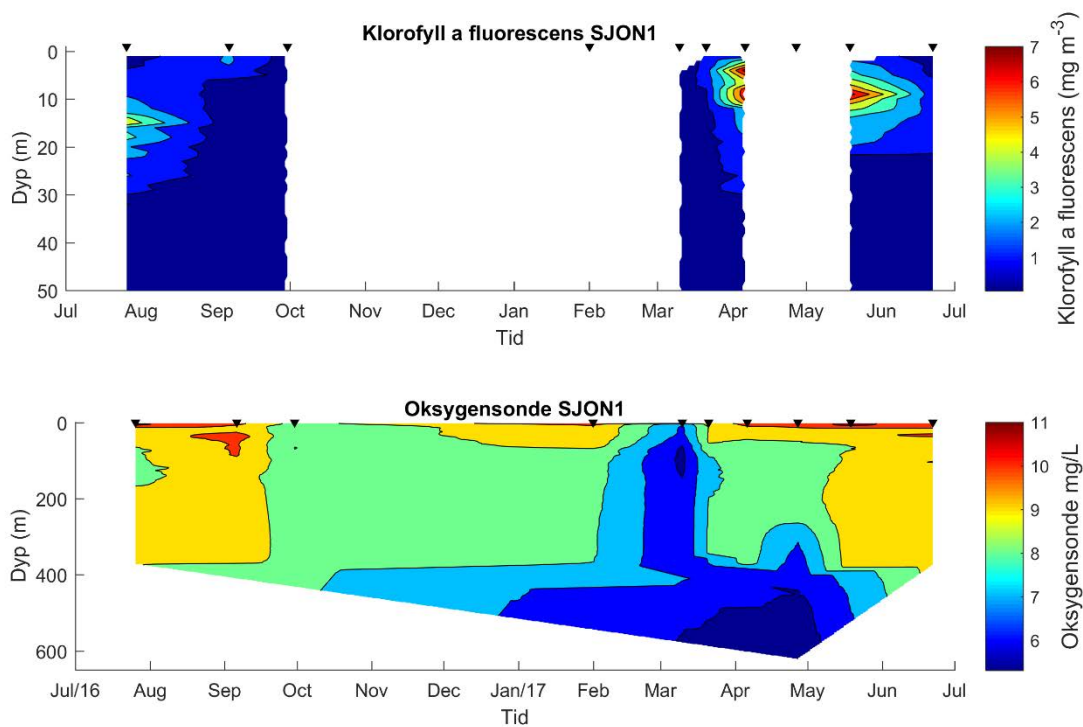 Klorofyll a fluorescens SJON1
0
10
20
30
40
50
Dyp (m)
Jul Aug Sep Oct Nov Dec Jan Feb Mar Apr May Jun Jul
Tid
7
6
5
4
3
2
1
Klorofyll a fluorescens (mg m-3)
Oksygensonde SJON1
0
200
400
600
Dyp (m)
Jul/16 Aug Sep Oct Nov Dec Jan/17 Feb Mar Apr May Jun Jul
Tid
11
10
9
8
7
6
Oksygensonde mg/L